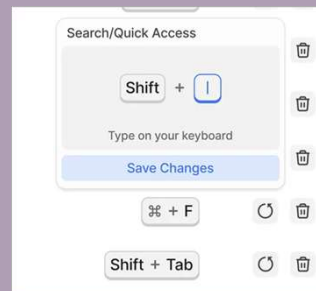 Search/Quick Access
Shift +
Type on your keyboard
Save Changes
⌘ + F
Shift + Tab